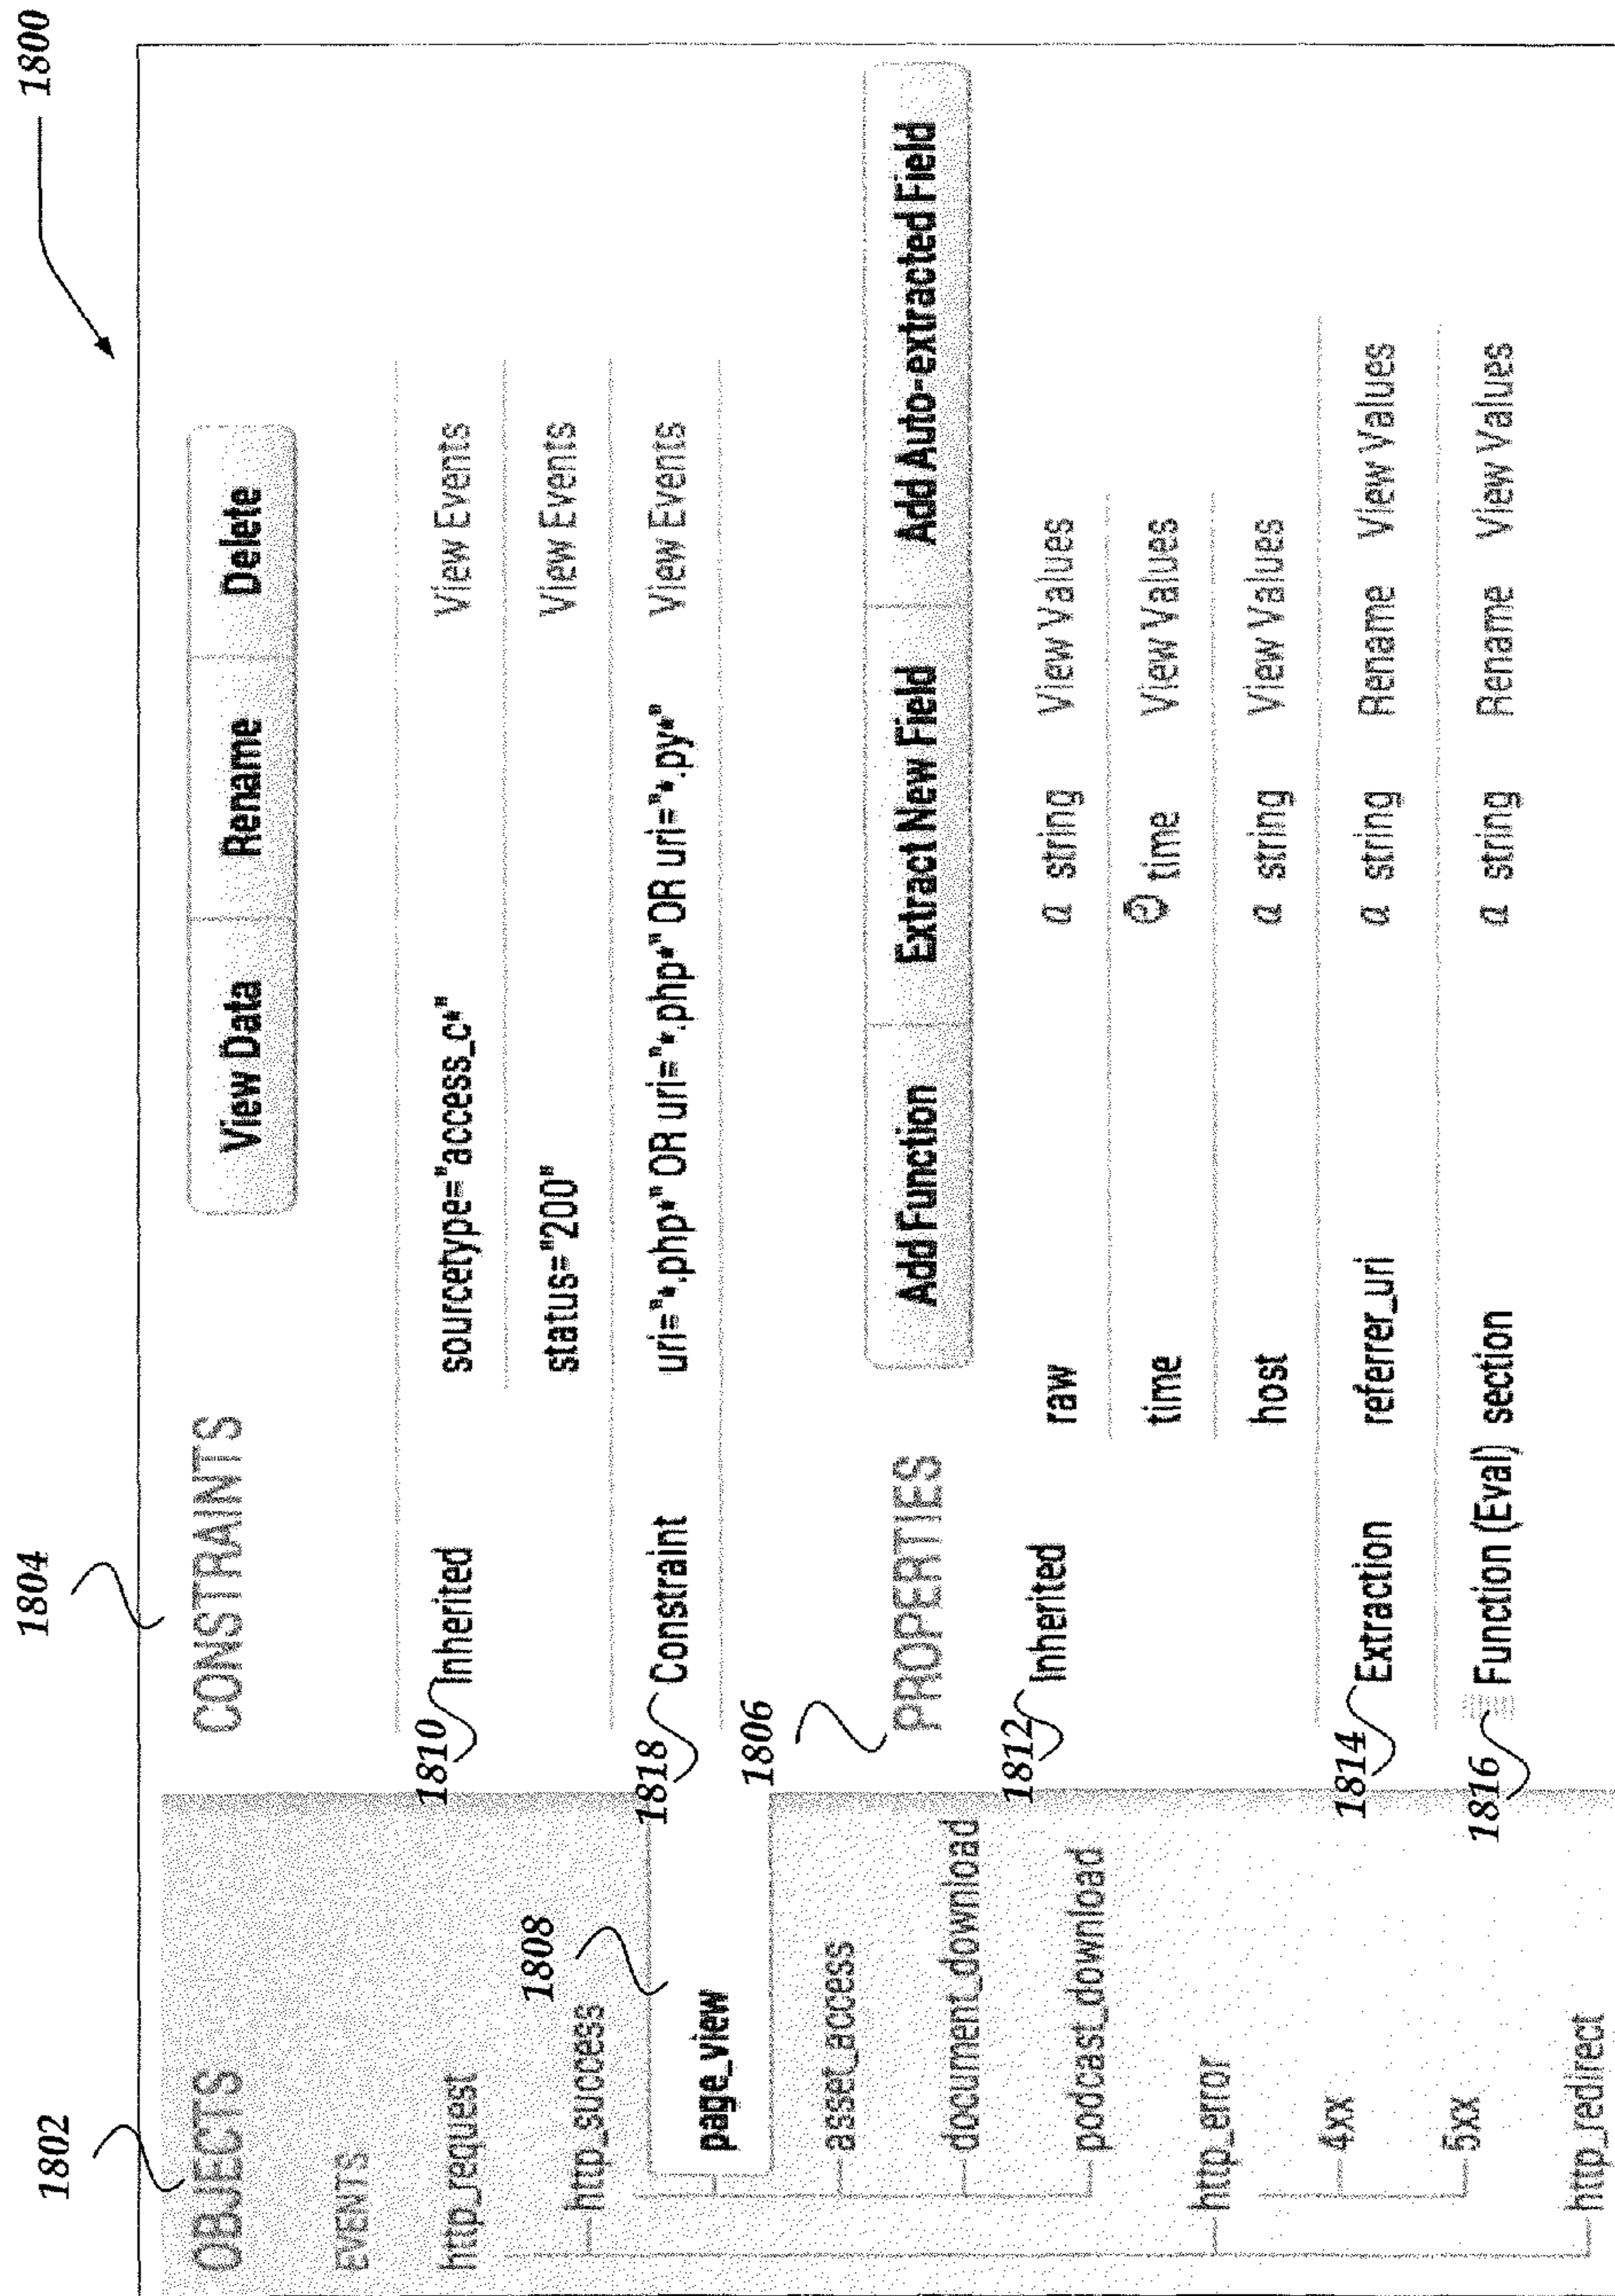 1800
1802
OBJECTS
EVENTS
http_request
http_success
1808
page_view
asset_access
document_download
podcast_download
http_error
4xx
5xx
http_redirect
1804
CONSTRAINTS
View Data Rename Delete
1810 Inherited sourcetype="access_c*" View Events
status="200" View Events
1818 Constraint uri="*.php*" OR uri="*.php*" OR uri="*.py*" View Events
1806
PROPERTIES
Add Function Extract New Field Add Auto-extracted Field
1812 Inherited raw a string View Values
time time View Values
host a string View Values
1814 Extraction referrer_uri a string Rename View Values
1816 Function (Eval) section a string Rename View Values